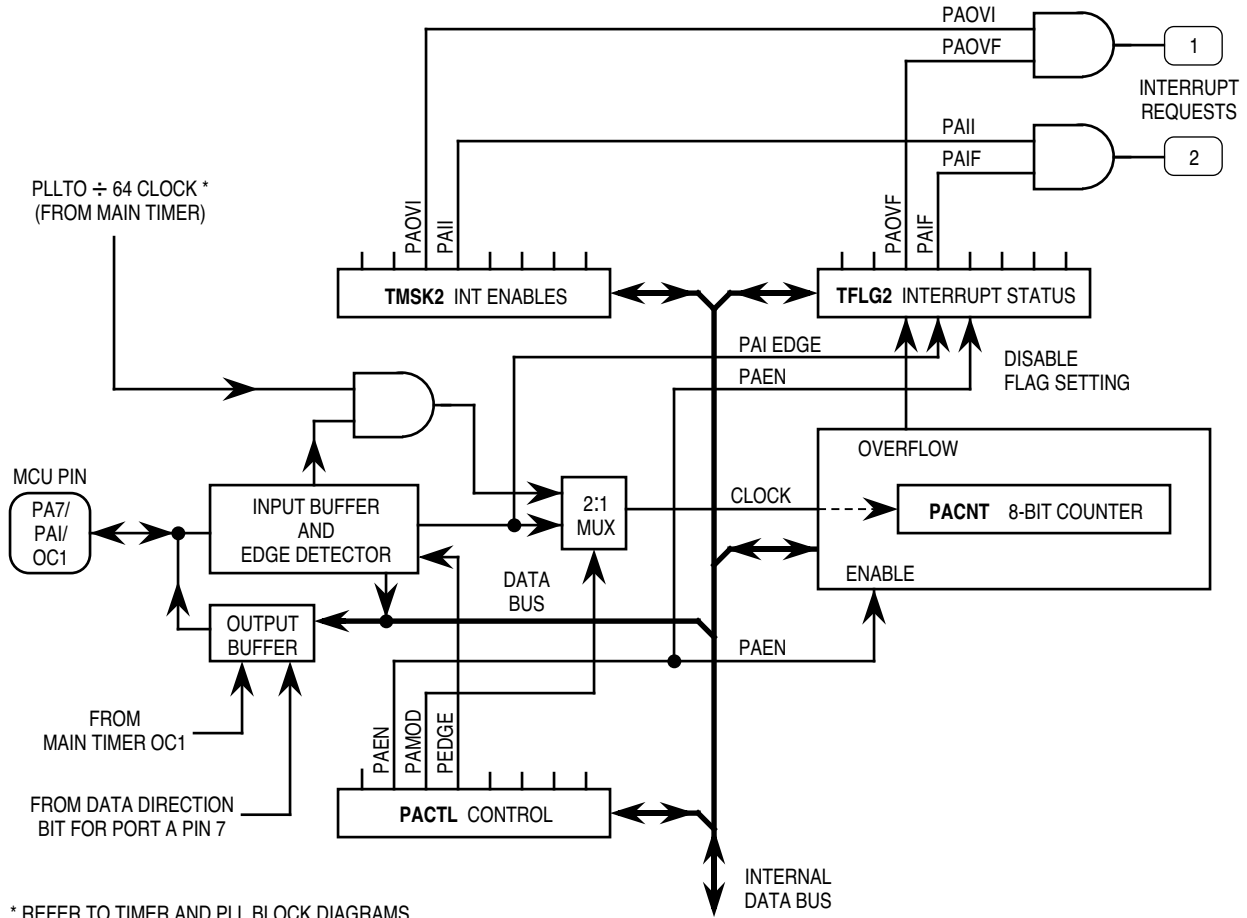 PAOVI
1
PAOVF
INTERRUPT
REQUESTS
PAII
2
PAIF
PLLTO ÷ 64 CLOCK *
(FROM MAIN TIMER)
PAOVI
PAII
PAOVF
PAIF
TMSK2 INT ENABLES
TFLG2 INTERRUPT STATUS
PAI EDGE
DISABLE
FLAG SETTING
PAEN
OVERFLOW
MCU PIN
PA7/
PAI/
OC1
INPUT BUFFER
AND
EDGE DETECTOR
2:1
MUX
CLOCK
PACNT 8-BIT COUNTER
ENABLE
DATA
BUS
OUTPUT
BUFFER
PAEN
FROM
MAIN TIMER OC1
PAEN
PAMOD
PEDGE
FROM DATA DIRECTION
BIT FOR PORT A PIN 7
PACTL CONTROL
INTERNAL
DATA BUS
* REFER TO TIMER AND PLL BLOCK DIAGRAMS